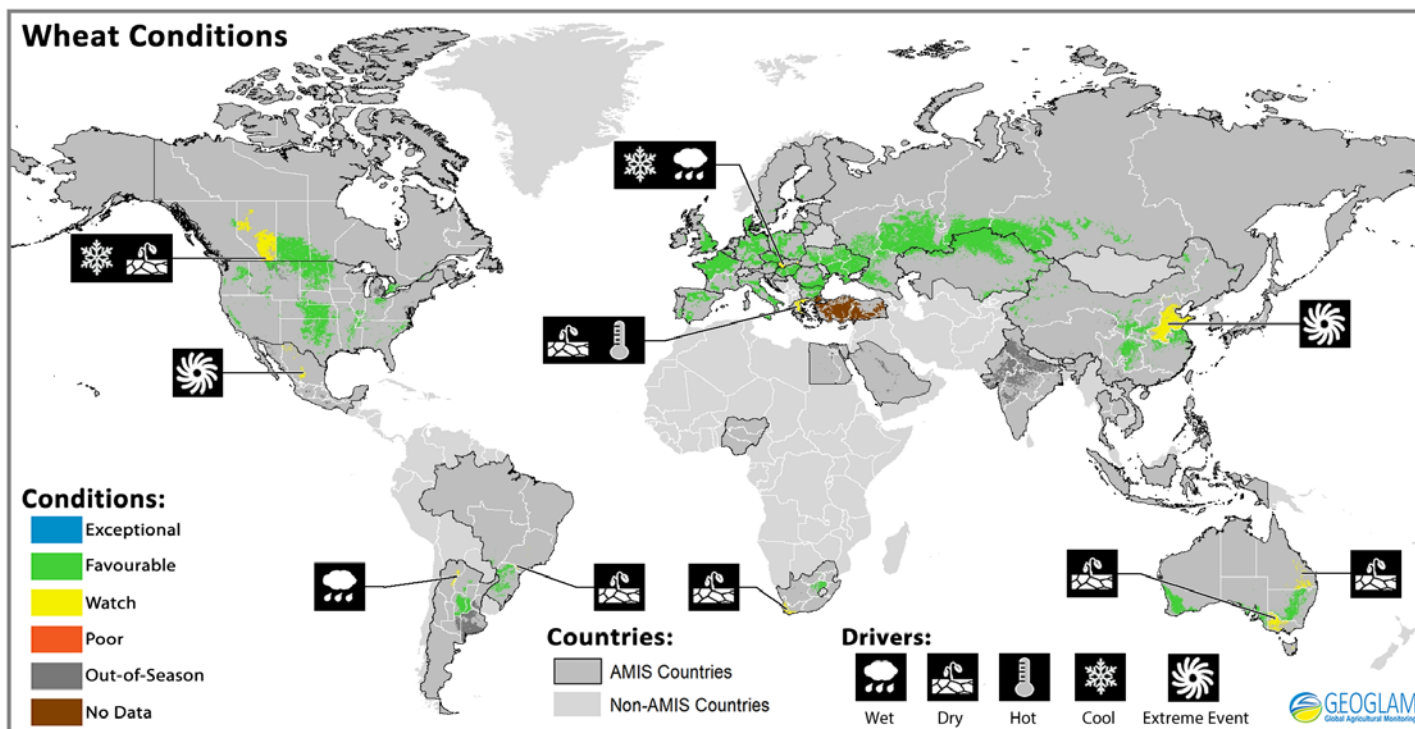 Wheat Conditions
Conditions:
Exceptional
Favourable
Watch
Poor
Out-of-Season
No Data
Countries:
AMIS Countries
Non-AMIS Countries
Drivers:
Wet
Dry
Hot
Cool
Extreme Event
GEOGLAM
Global Agricultural Monitoring